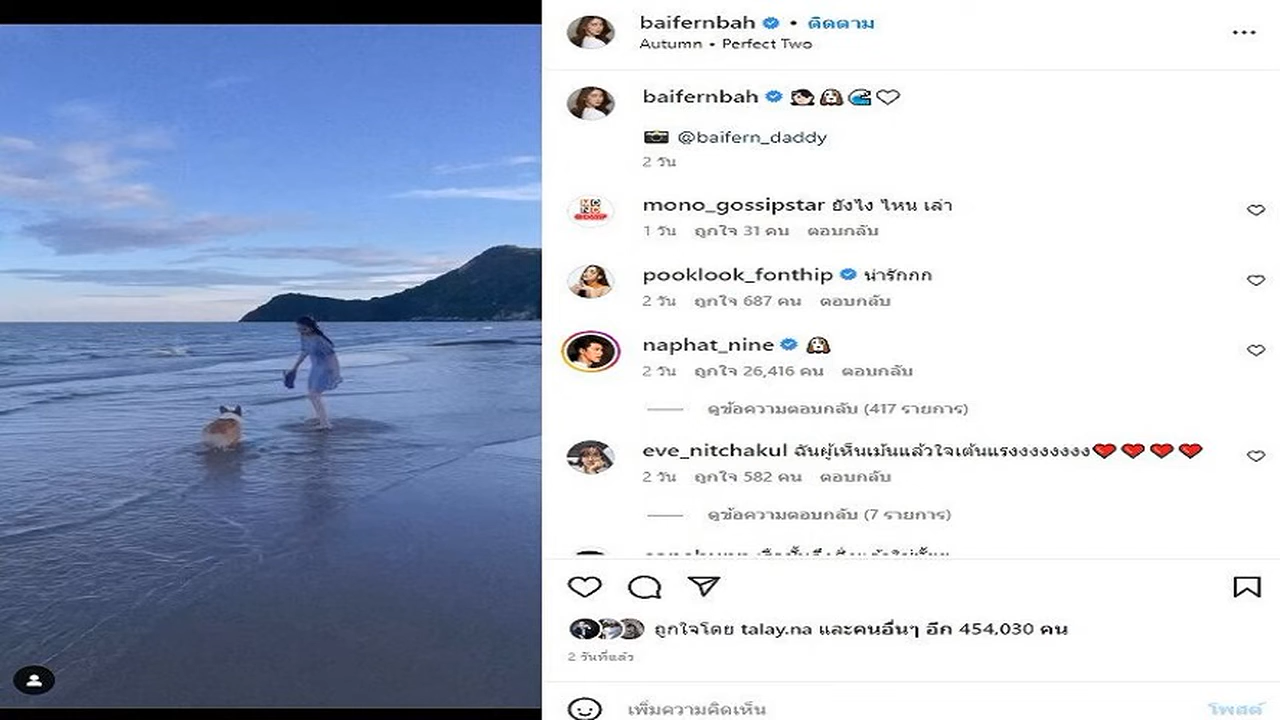 baifernbah • ติดตาม
Autumn • Perfect Two
baifernbah
@baifern_daddy
2 วัน
mono_gossipstar ยังไง ไหน เล่า
1 วัน ถูกใจ 31 คน ตอบกลับ
pooklook_fonthip น่ารักกก
2 วัน ถูกใจ 687 คน ตอบกลับ
naphat_nine
2 วัน ถูกใจ 26,416 คน ตอบกลับ
ดูข้อความตอบกลับ (417 รายการ)
eve_nitchakul ฉันผู้เห็นเม้นแล้วใจเต้นแรงงงงงงงง❤️❤️❤️❤️
2 วัน ถูกใจ 582 คน ตอบกลับ
ดูข้อความตอบกลับ (7 รายการ)
ถูกใจโดย talay.na และคนอื่นๆ อีก 454,030 คน
2 วันที่แล้ว
เพิ่มความคิดเห็น
โพสต์